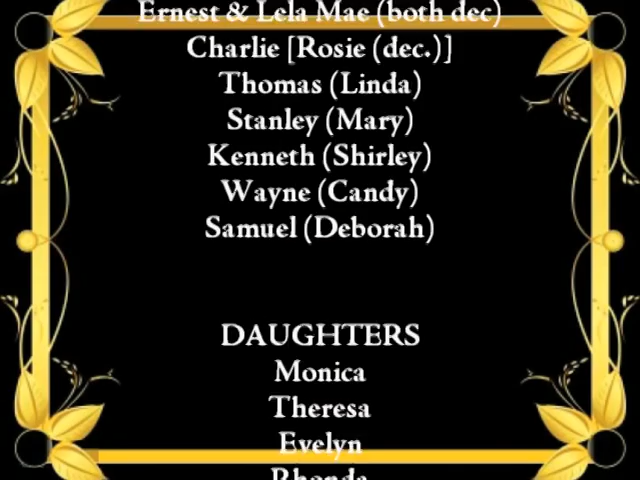 Ernest & Lela Mae (both dec)
Charlie [Rosie (dec.)]
Thomas (Linda)
Stanley (Mary)
Kenneth (Shirley)
Wayne (Candy)
Samuel (Deborah)
DAUGHTERS
Monica
Theresa
Evelyn
Rhonda